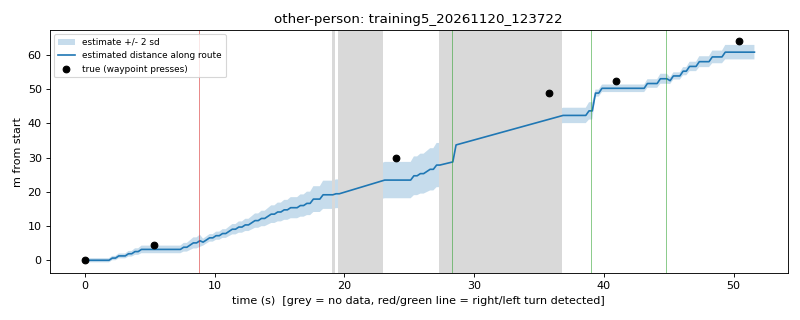 other-person: training5_20261120_123722
estimate +/- 2 sd
estimated distance along route
true (waypoint presses)
m from start
60
50
40
30
20
10
0
0 10 20 30 40 50
time (s) [grey = no data, red/green line = right/left turn detected]